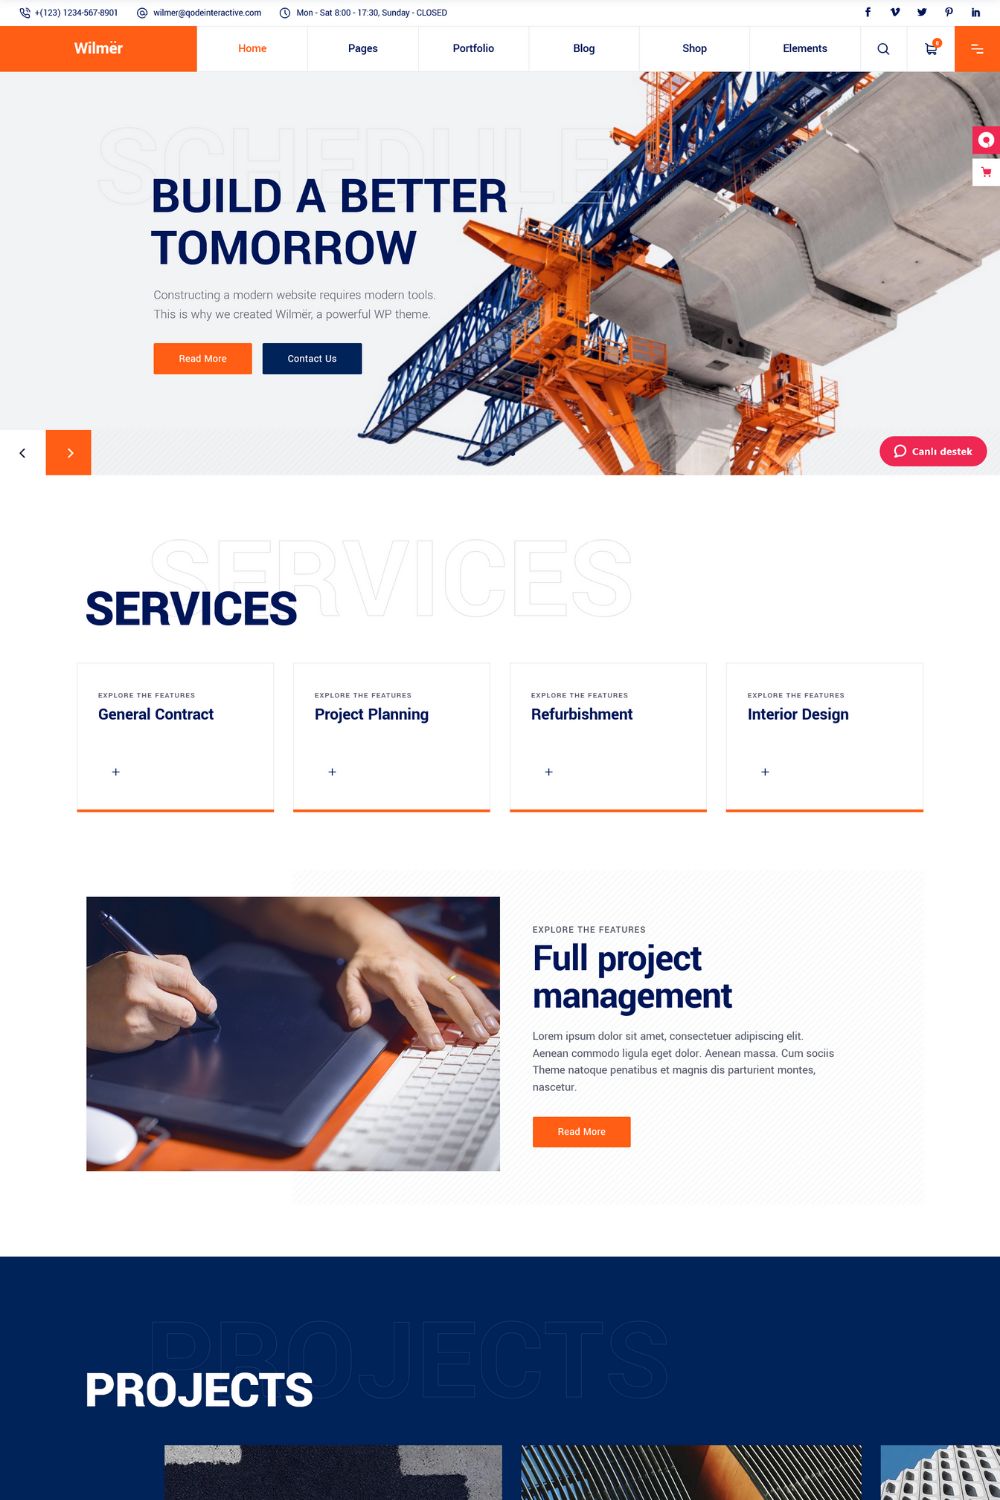 +(123) 1234-567-8901 wilmer@qodeinteractive.com Mon - Sat 8:00 - 17:30, Sunday - CLOSED
Wilmër Home Pages Portfolio Blog Shop Elements
SCHEDULE
BUILD A BETTER
TOMORROW
Constructing a modern website requires modern tools.
This is why we created Wilmër, a powerful WP theme.
Read More Contact Us
Canlı destek
SERVICES
SERVICES
EXPLORE THE FEATURES
General Contract
EXPLORE THE FEATURES
Project Planning
EXPLORE THE FEATURES
Refurbishment
EXPLORE THE FEATURES
Interior Design
EXPLORE THE FEATURES
Full project
management
Lorem ipsum dolor sit amet, consectetuer adipiscing elit.
Aenean commodo ligula eget dolor. Aenean massa. Cum sociis
Theme natoque penatibus et magnis dis parturient montes,
nascetur.
Read More
PROJECTS
PROJECTS